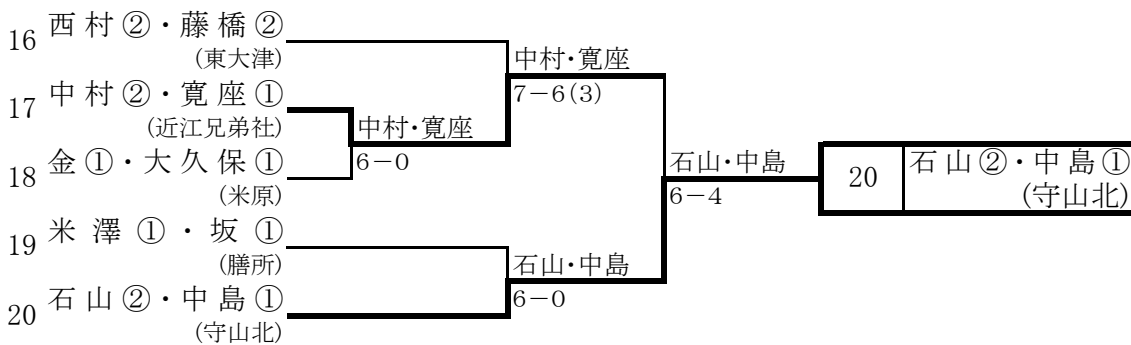 16 西村②・藤橋②
(東大津)
17 中村②・寛座①
(近江兄弟社)
18 金①・大久保①
(米原)
19 米澤①・坂①
(膳所)
20 石山②・中島①
(守山北)
中村・寛座
6－0
中村・寛座
7－6(3)
石山・中島
6－0
石山・中島
6－4
20 石山②・中島①
(守山北)